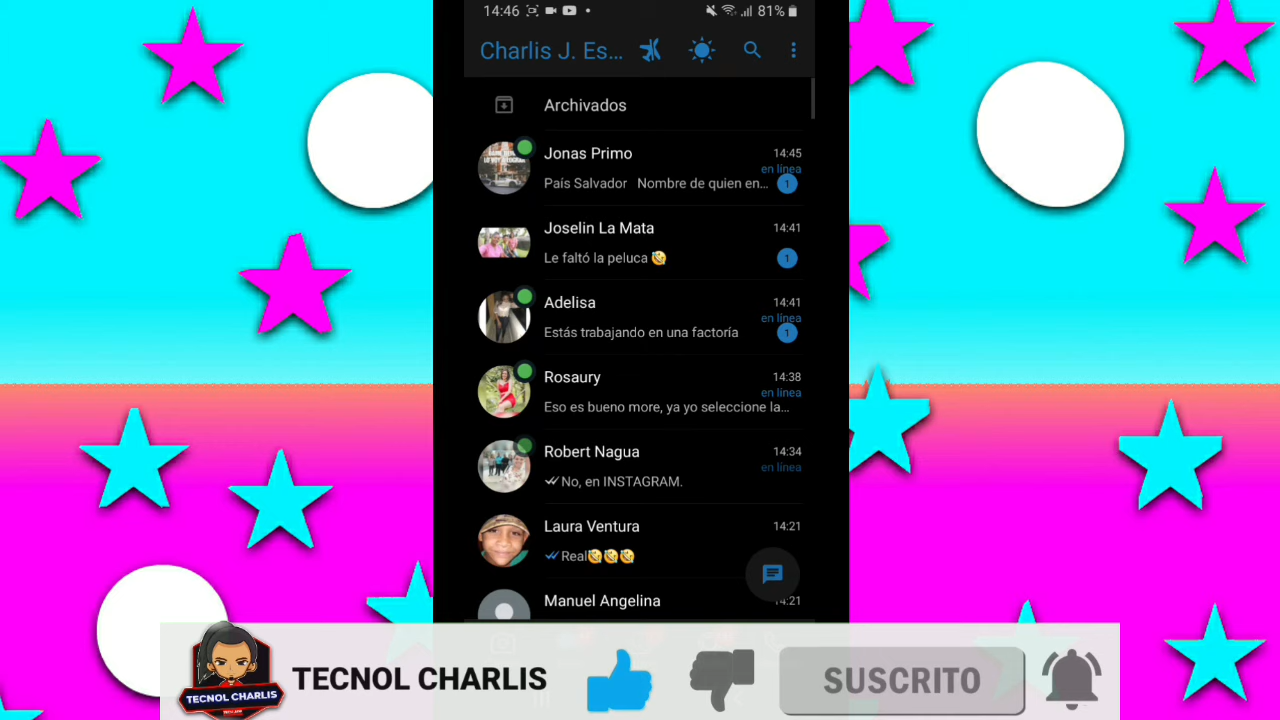 14:46
81%
Charlis J. Es...
Archivados
Jonas Primo
14:45
en línea
País Salvador Nombre de quien en...
1
Joselin La Mata
14:41
Le faltó la peluca 🤣
1
Adelisa
14:41
en línea
Estás trabajando en una factoría
1
Rosaury
14:38
en línea
Eso es bueno more, ya yo seleccione la...
Robert Nagua
14:34
en línea
No, en INSTAGRAM.
Laura Ventura
14:21
Real🤣🤣🤣
Manuel Angelina
14:21
TECNOL CHARLIS
TECNOL CHARLIS
SUSCRITO